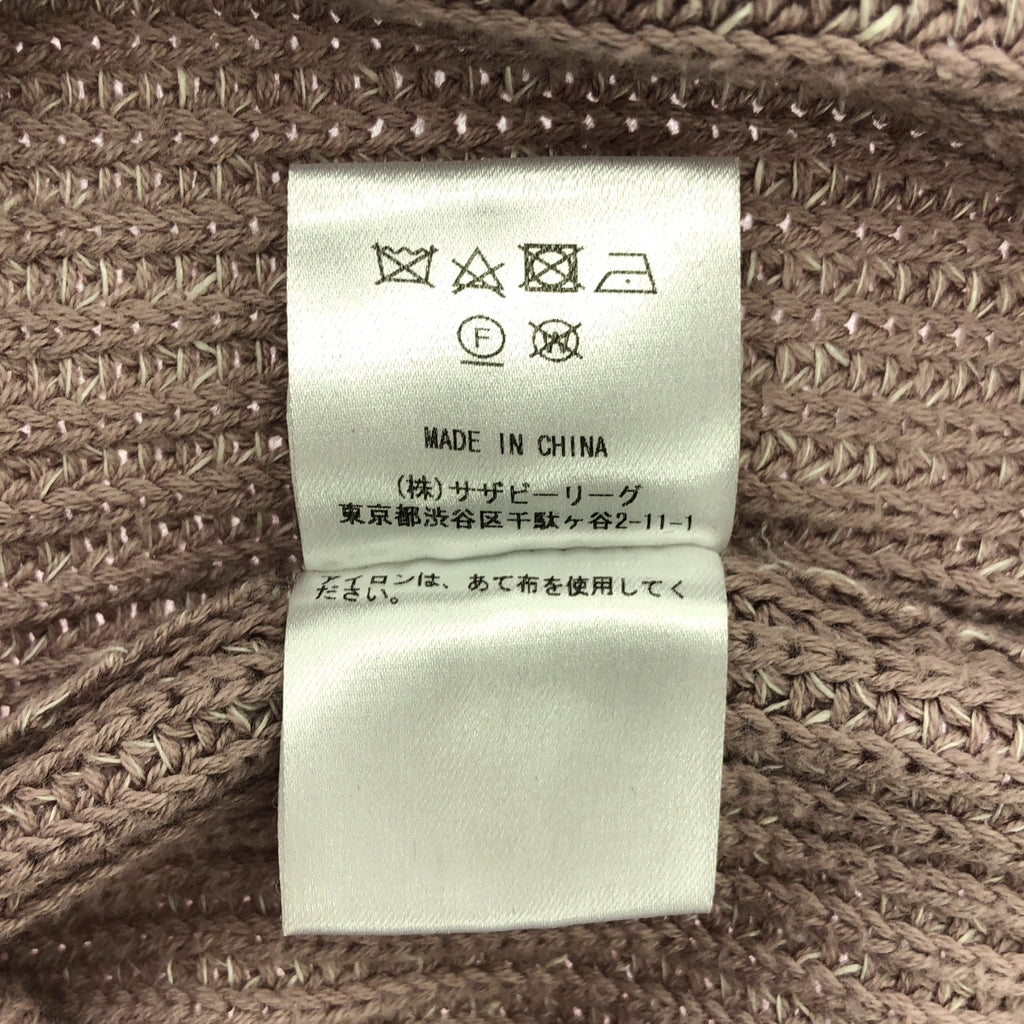 F W
MADE IN CHINA
(株)サザビーリーグ
東京都渋谷区千駄ヶ谷2-11-1
アイロンは、あて布を使用してく
ださい。